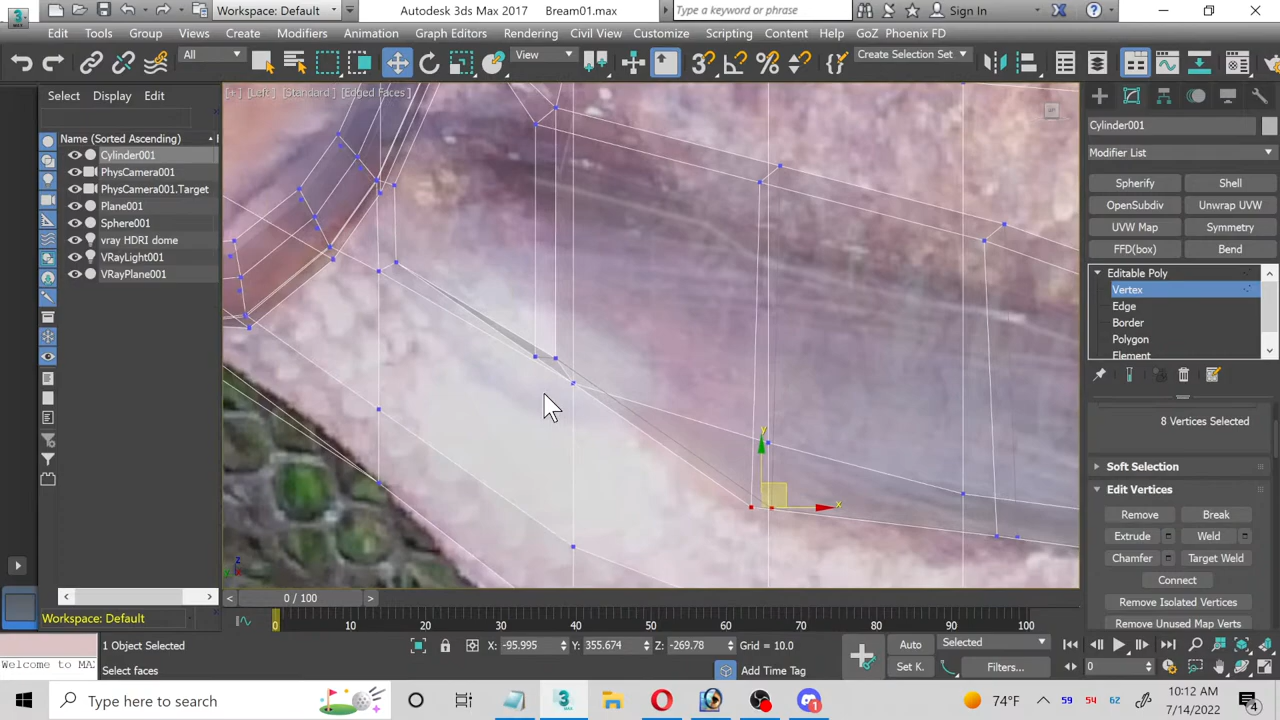 Workspace: Default
Autodesk 3ds Max 2017 Bream01.max
Type a keyword or phrase
Sign In
Edit Tools Group Views Create Modifiers Animation Graph Editors Rendering Civil View Customize Scripting Content Help GoZ Phoenix FD
All
View
Create Selection Set
Select Display Edit
[+] [Left] [Standard] [Edged Faces]
Name (Sorted Ascending)
Cylinder001
PhysCamera001
PhysCamera001.Target
Plane001
Sphere001
vray HDRI dome
VRayLight001
VRayPlane001
Cylinder001
Modifier List
Spherify Shell
OpenSubdiv Unwrap UVW
UVW Map Symmetry
FFD(box) Bend
Editable Poly
Vertex
Edge
Border
Polygon
Element
8 Vertices Selected
Soft Selection
Edit Vertices
Remove Break
Extrude Weld
Chamfer Target Weld
Connect
Remove Isolated Vertices
Remove Unused Map Verts
y
x
z
0 / 100
Workspace: Default
0 10 20 30 40 50 60 70 80 90 100
1 Object Selected
X: -95.995 Y: 355.674 Z: -269.78 Grid = 10.0
Auto Selected
Welcome to MA
Select faces
Add Time Tag
Set K. Filters...
0
Type here to search
74°F
59 54 62
10:12 AM
7/14/2022
4